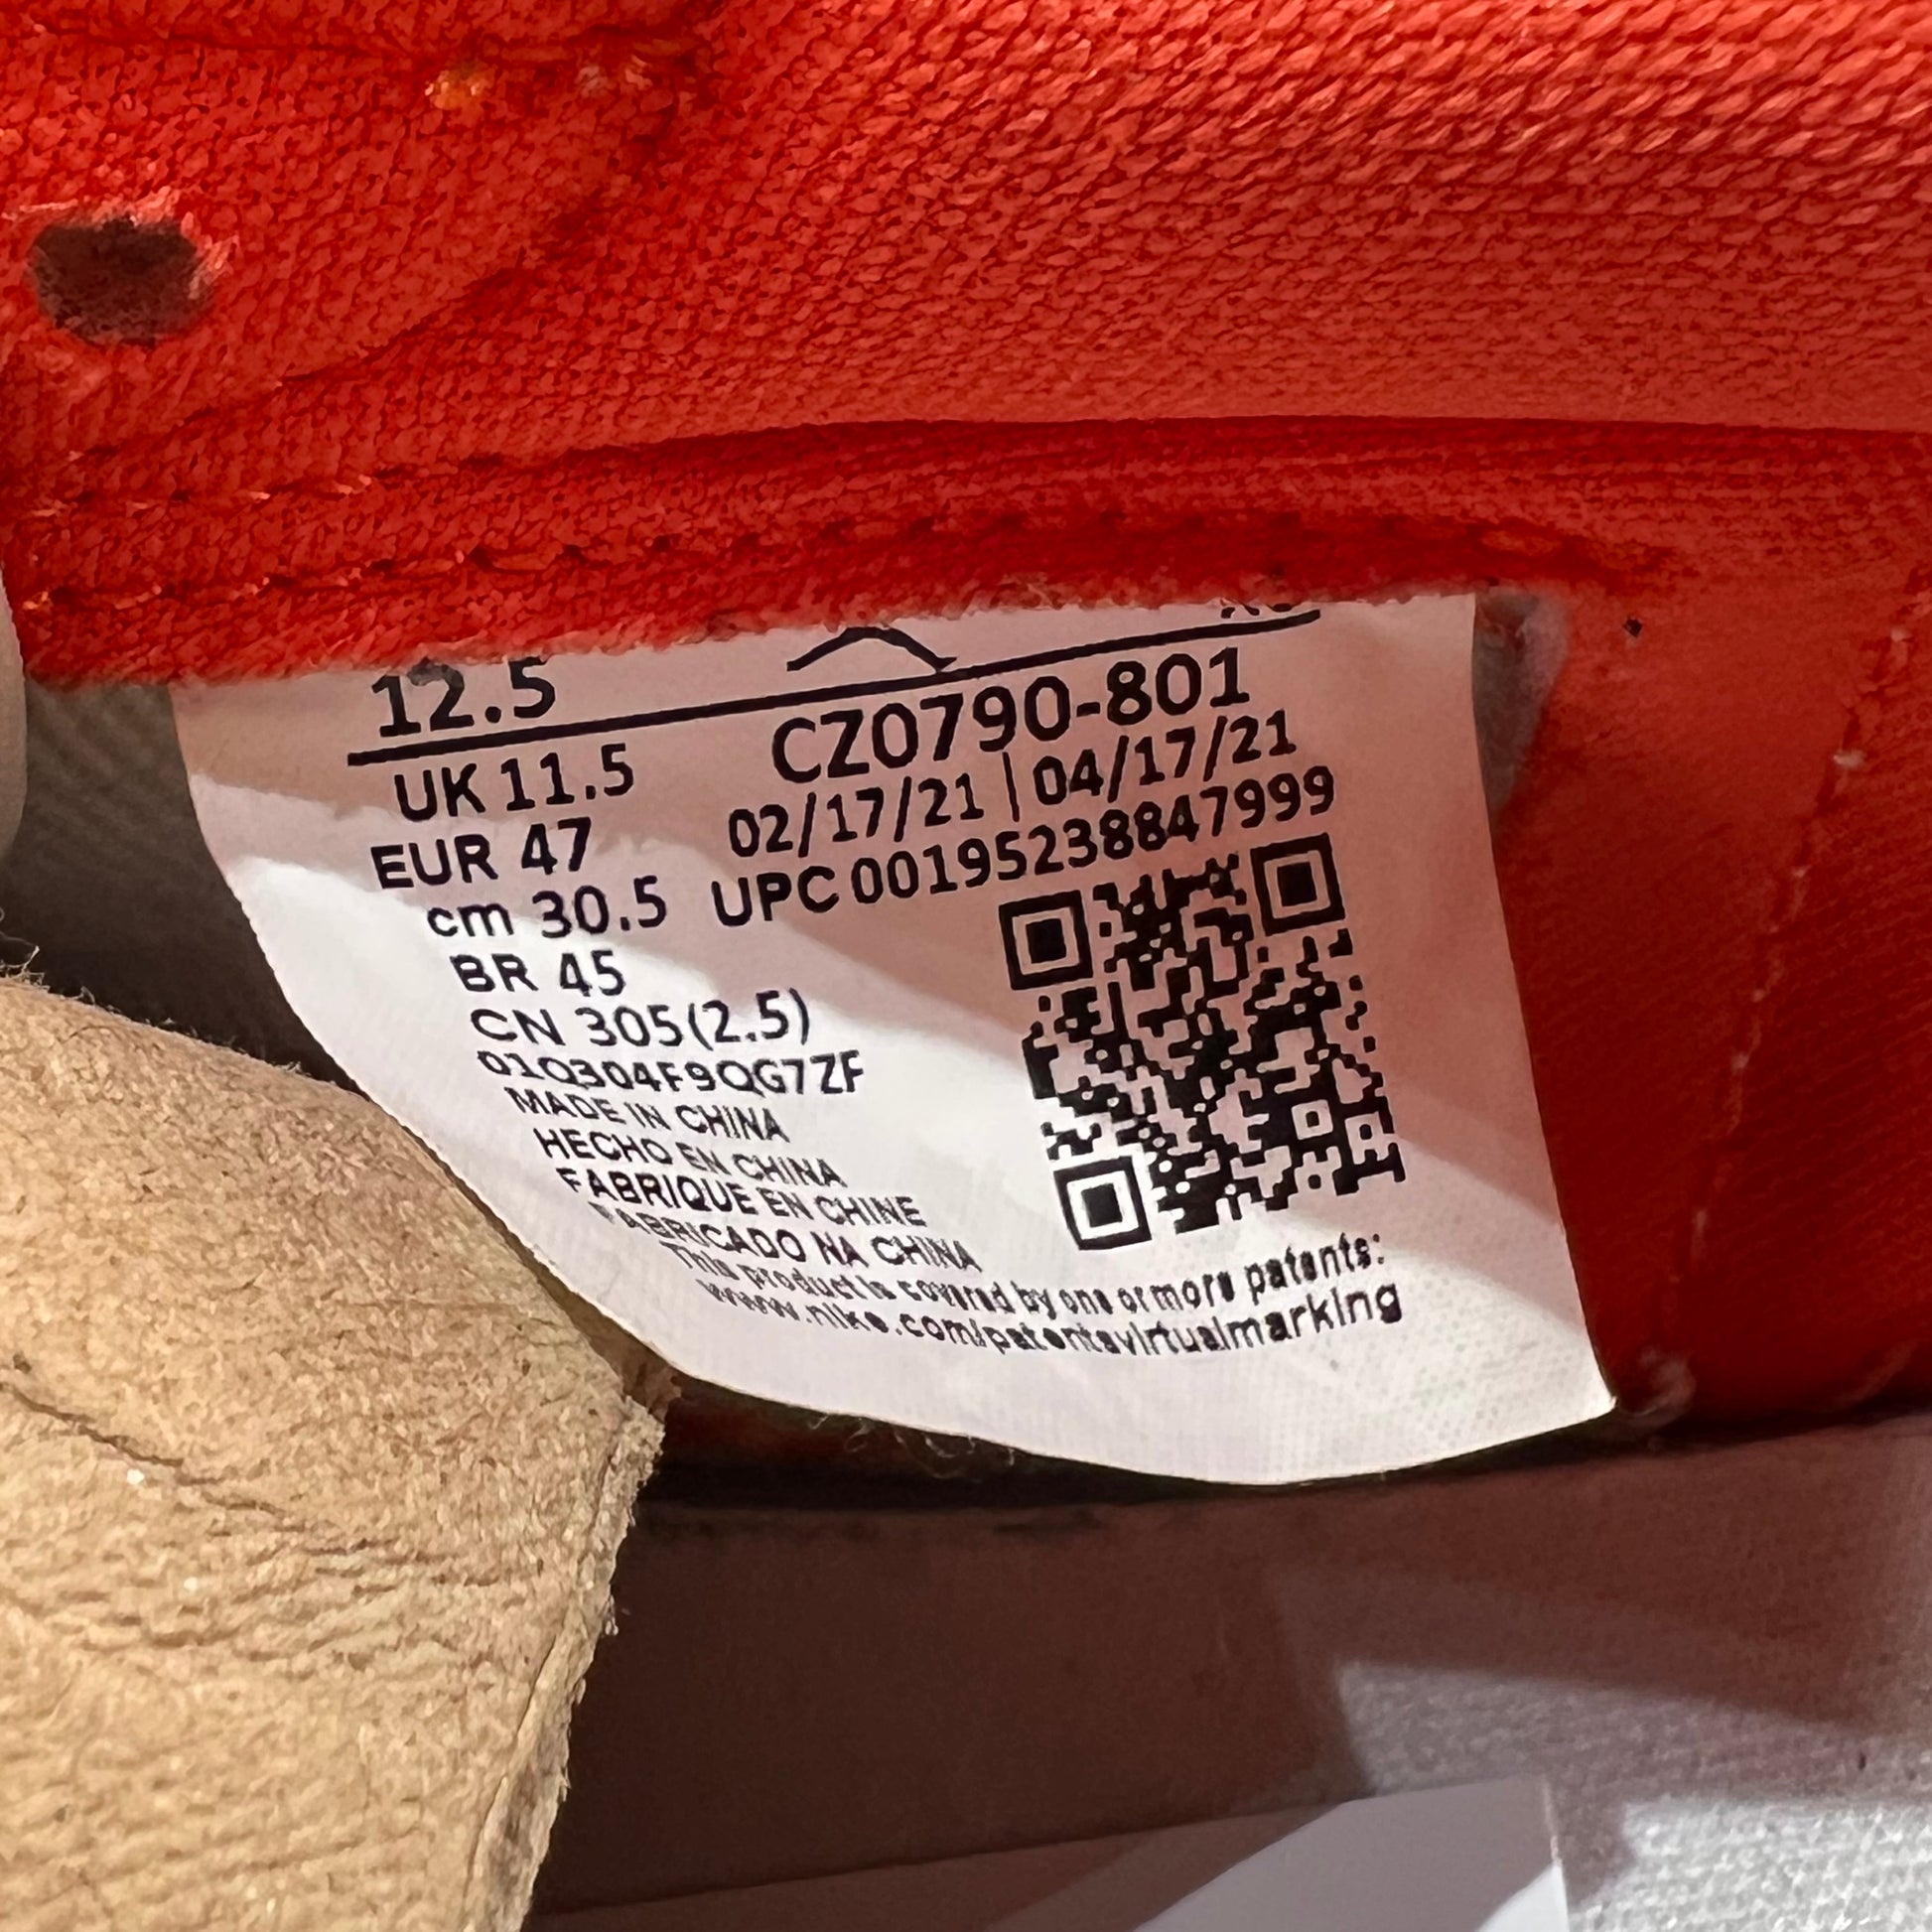 12.5
CZ0790-801
UK 11.5
02/17/21 | 04/17/21
EUR 47
UPC 00195238847999
cm 30.5
BR 45
CN 305(2.5)
01Q304F9QG7ZF
MADE IN CHINA
HECHO EN CHINA
FABRIQUE EN CHINE
FABRICADO NA CHINA
This product is covered by one or more patents:
www.nike.com/patentsvirtualmarking